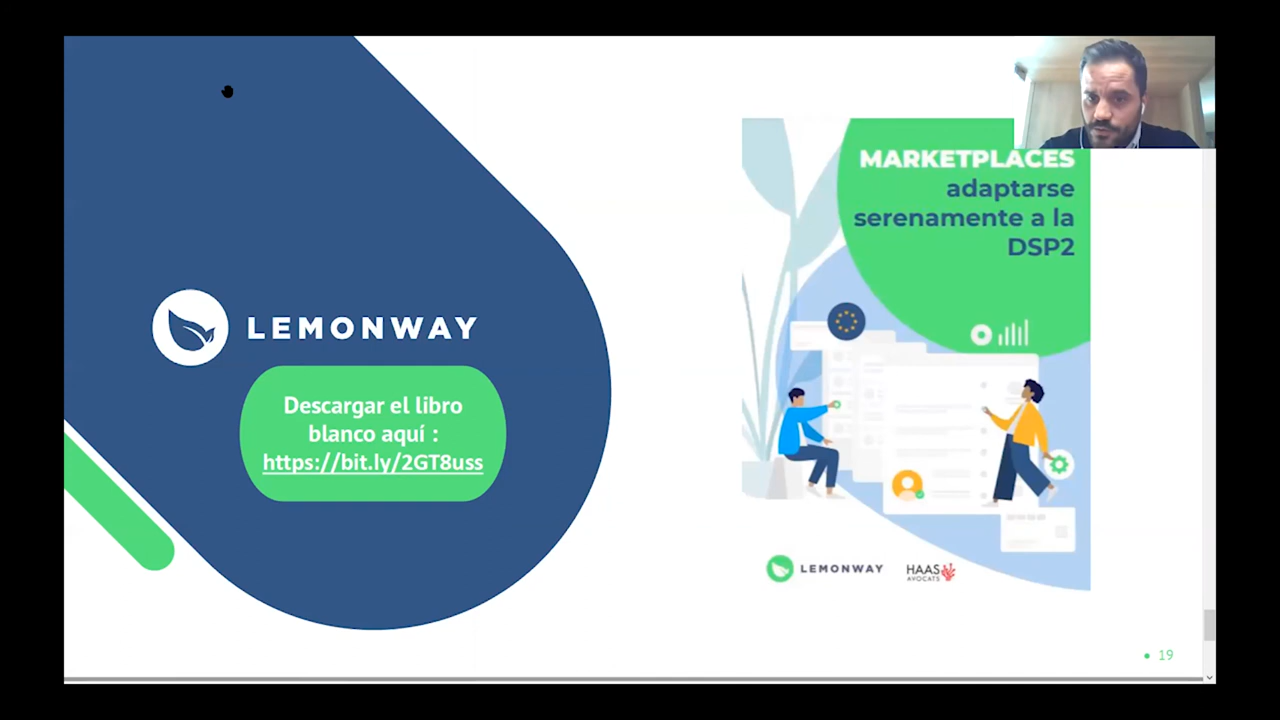 LEMONWAY
Descargar el libro
blanco aquí :
https://bit.ly/2GT8uss
MARKETPLACES
adaptarse
serenamente a la
DSP2
LEMONWAY
HAAS
AVOCATS
19